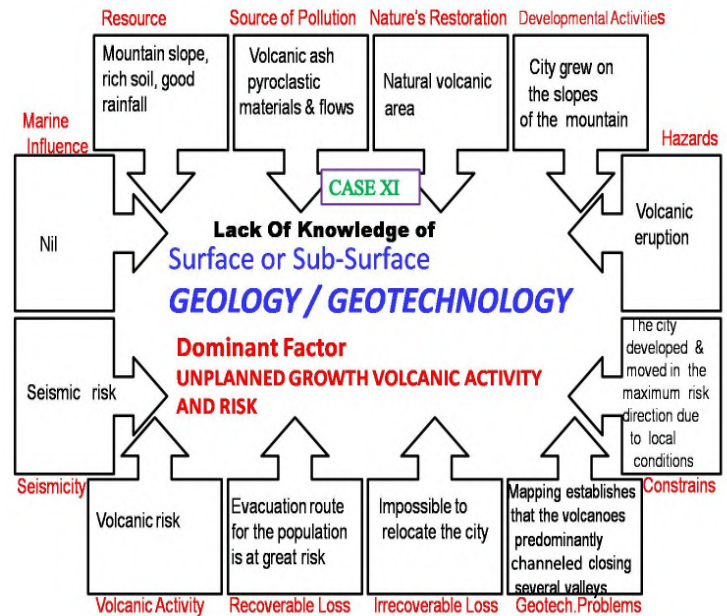 Resource
Source of Pollution
Nature's Restoration
Developmental Activities
Mountain slope,
rich soil, good
rainfall
Volcanic ash
pyroclastic
materials & flows
Natural volcanic
area
City grew on
the slopes
of the mountain
Marine
Influence
Hazards
Nil
CASE XI
Volcanic
eruption
Lack Of Knowledge of
Surface or Sub-Surface
GEOLOGY / GEOTECHNOLOGY
Dominant Factor
UNPLANNED GROWTH VOLCANIC ACTIVITY
AND RISK
Seismic risk
The city
developed &
moved in the
maximum risk
direction due
to local
conditions
Seismicity
Constrains
Volcanic risk
Evacuation route
for the population
is at great risk
Impossible to
relocate the city
Mapping establishes
that the volcanoes
predominantly
channeled closing
several valleys
Volcanic Activity
Recoverable Loss
Irrecoverable Loss
Geotech.Problems